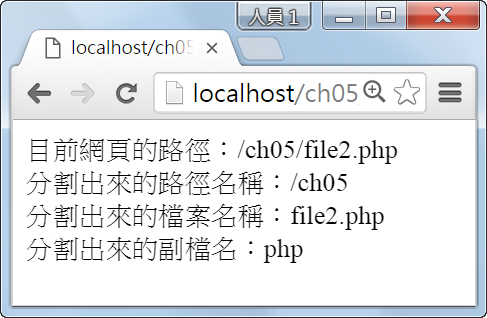 人員 1
localhost/ch05
localhost/ch05
目前網頁的路徑：/ch05/file2.php
分割出來的路徑名稱：/ch05
分割出來的檔案名稱：file2.php
分割出來的副檔名：php